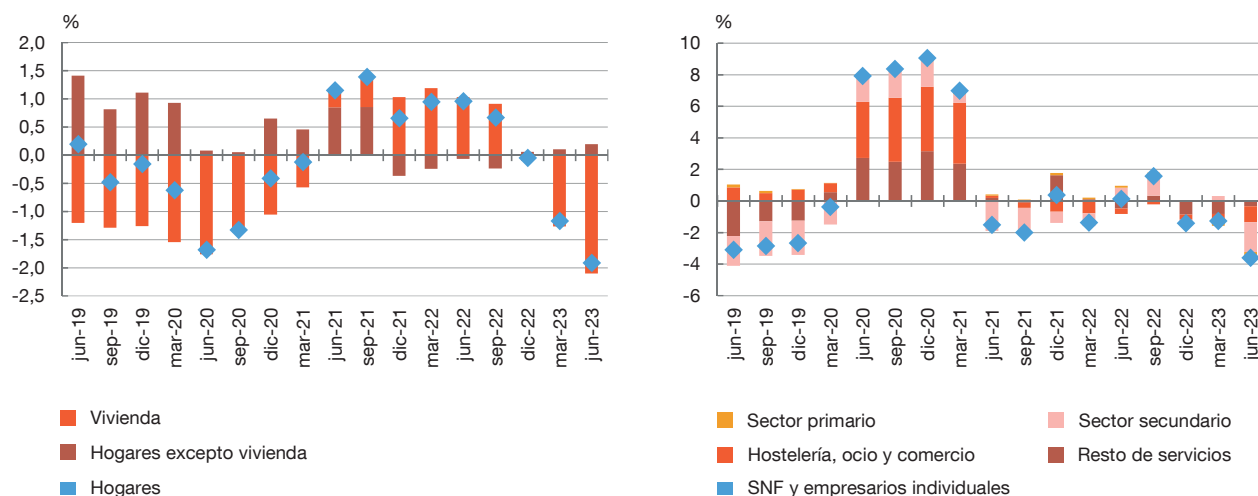 %
2,0
1,5
1,0
0,5
0,0
-0,5
-1,0
-1,5
-2,0
-2,5
jun-19
sep-19
dic-19
mar-20
jun-20
sep-20
dic-20
mar-21
jun-21
sep-21
dic-21
mar-22
jun-22
sep-22
dic-22
mar-23
jun-23
Vivienda
Hogares excepto vivienda
Hogares
%
10
8
6
4
2
0
-2
-4
-6
jun-19
sep-19
dic-19
mar-20
jun-20
sep-20
dic-20
mar-21
jun-21
sep-21
dic-21
mar-22
jun-22
sep-22
dic-22
mar-23
jun-23
Sector primario
Sector secundario
Hostelería, ocio y comercio
Resto de servicios
SNF y empresarios individuales